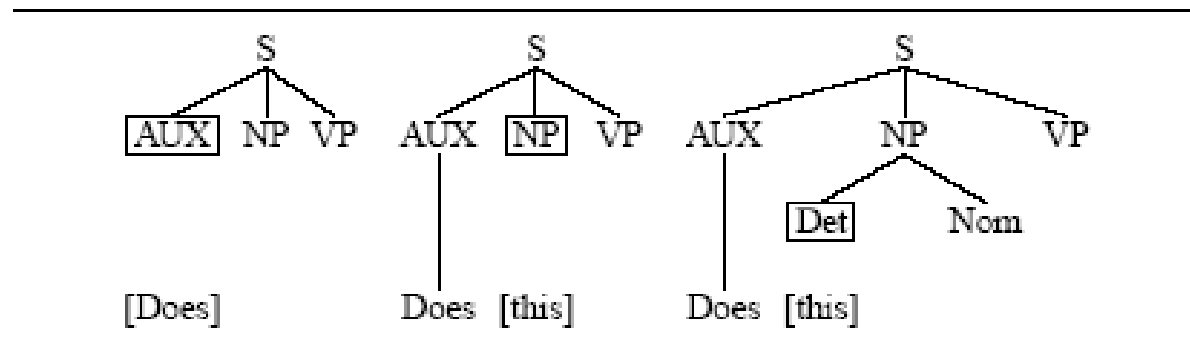 S S S
AUX NP VP AUX NP VP AUX NP VP
Det Nom
[Does] Does [this] Does [this]